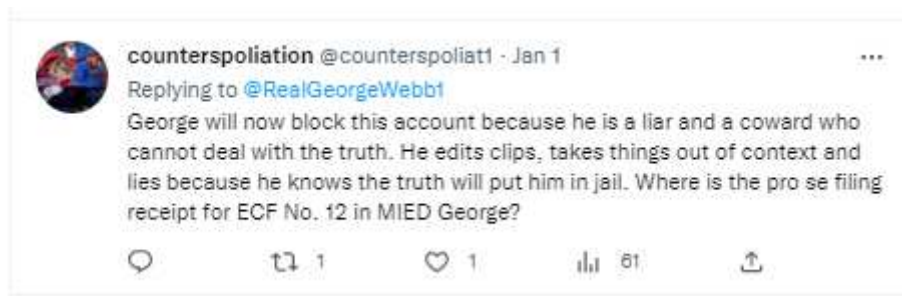 counterspoliation @counterspoliat1 · Jan 1
Replying to @RealGeorgeWebb1
George will now block this account because he is a liar and a coward who
cannot deal with the truth. He edits clips, takes things out of context and
lies because he knows the truth will put him in jail. Where is the pro se filing
receipt for ECF No. 12 in MIED George?
1 1 61